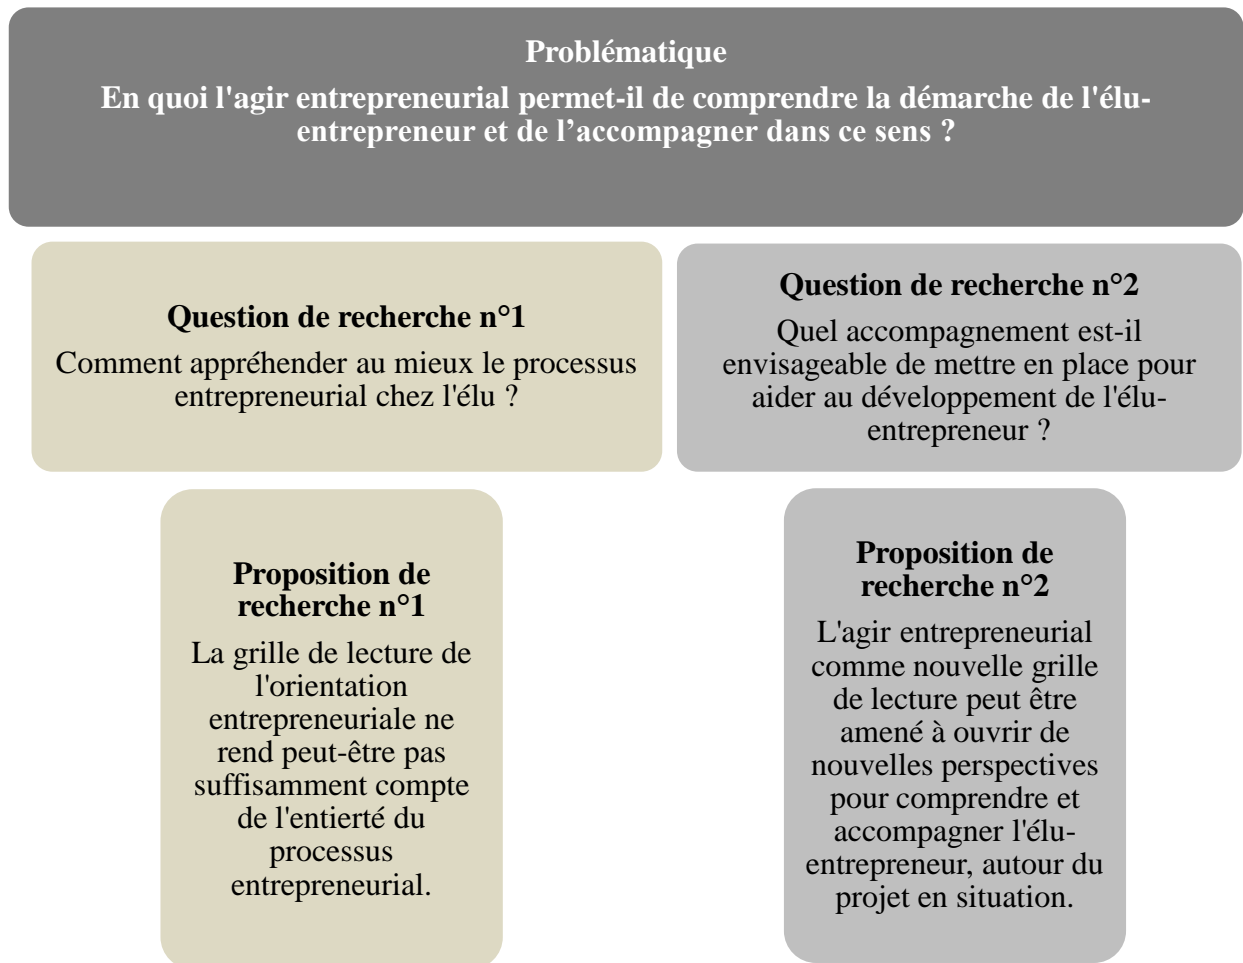 Problématique
En quoi l'agir entrepreneurial permet-il de comprendre la démarche de l'élu-
entrepreneur et de l’accompagner dans ce sens ?
Question de recherche n°1
Comment appréhender au mieux le processus
entrepreneurial chez l'élu ?
Question de recherche n°2
Quel accompagnement est-il
envisageable de mettre en place pour
aider au développement de l'élu-
entrepreneur ?
Proposition de
recherche n°1
La grille de lecture de
l'orientation
entrepreneuriale ne
rend peut-être pas
suffisamment compte
de l'entierté du
processus
entrepreneurial.
Proposition de
recherche n°2
L'agir entrepreneurial
comme nouvelle grille
de lecture peut être
amené à ouvrir de
nouvelles perspectives
pour comprendre et
accompagner l'élu-
entrepreneur, autour du
projet en situation.